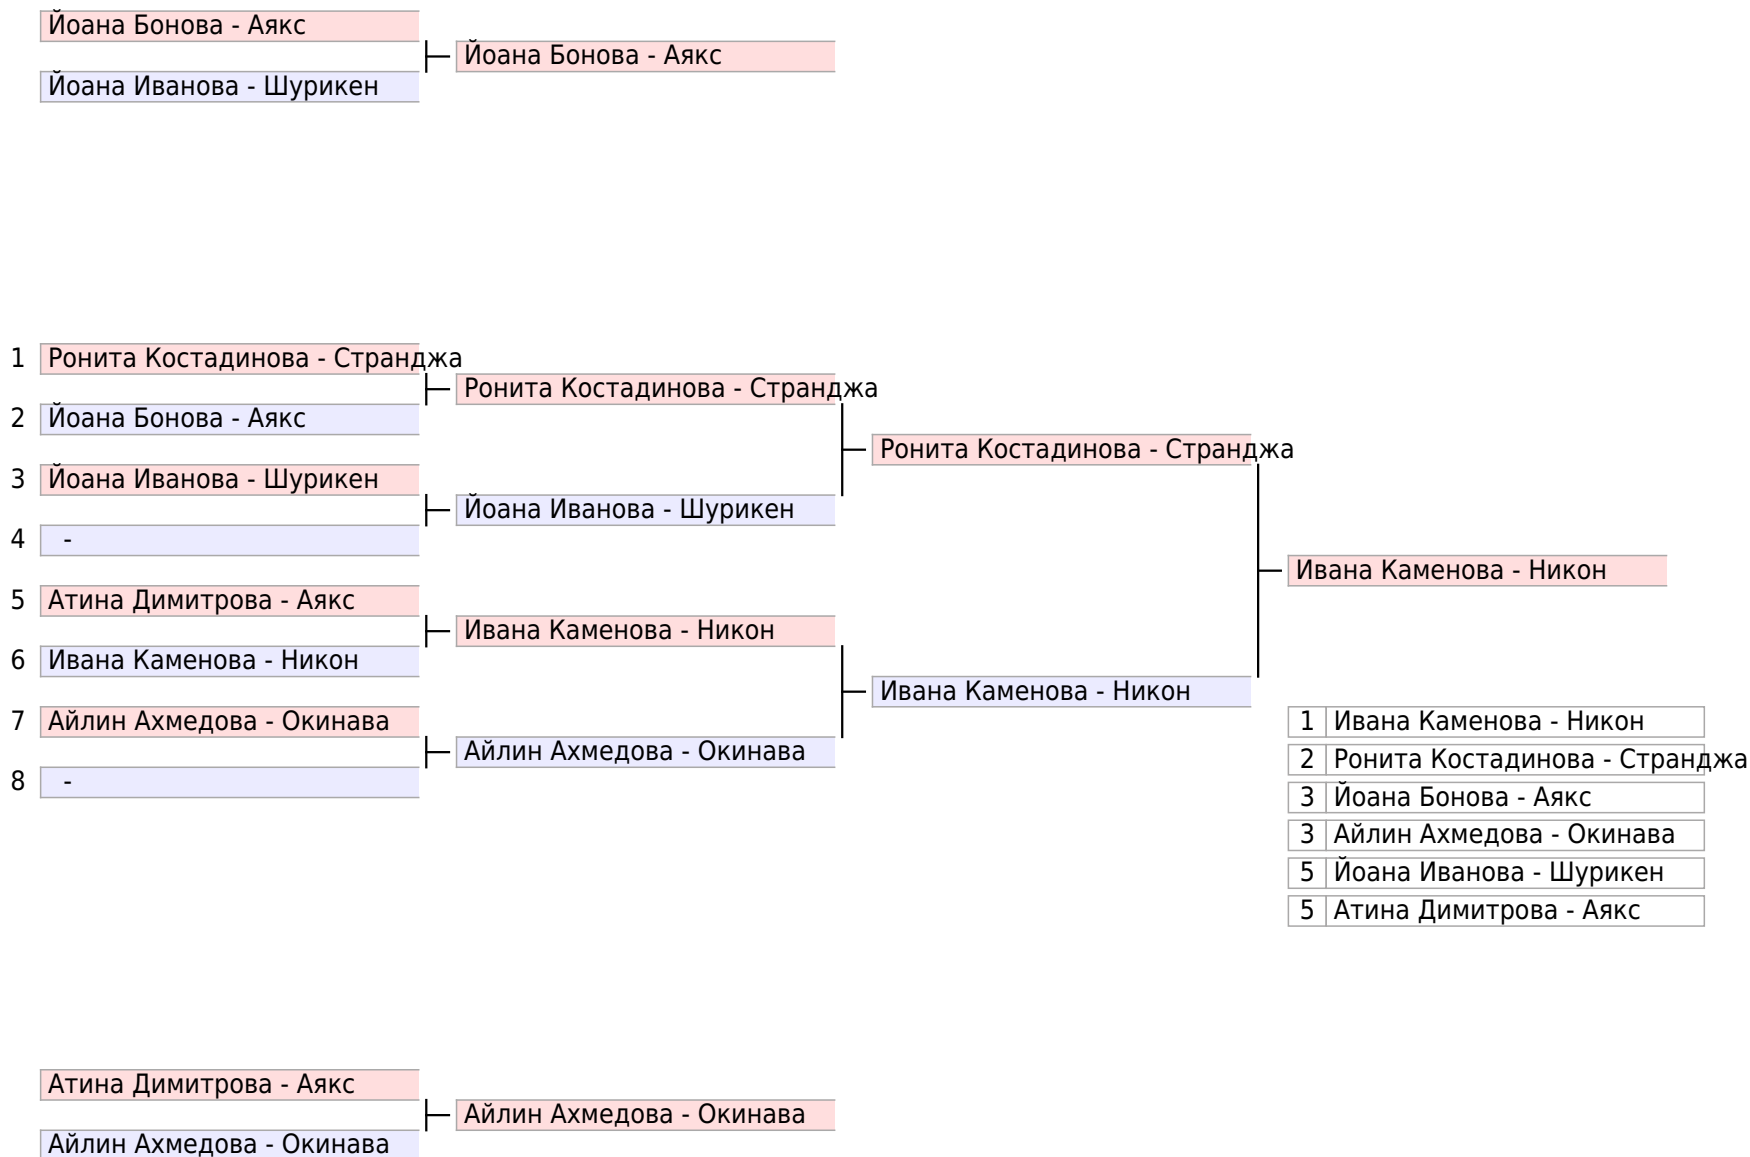 Йоана Бонова - Аякс
Йоана Бонова - Аякс
Йоана Иванова - Шурикен
1 Ронита Костадинова - Странджа
Ронита Костадинова - Странджа
2 Йоана Бонова - Аякс
Ронита Костадинова - Странджа
3 Йоана Иванова - Шурикен
Йоана Иванова - Шурикен
4 -
Ивана Каменова - Никон
5 Атина Димитрова - Аякс
Ивана Каменова - Никон
6 Ивана Каменова - Никон
Ивана Каменова - Никон
7 Айлин Ахмедова - Окинава
1 Ивана Каменова - Никон
Айлин Ахмедова - Окинава
2 Ронита Костадинова - Странджа
8 -
3 Йоана Бонова - Аякс
3 Айлин Ахмедова - Окинава
5 Йоана Иванова - Шурикен
5 Атина Димитрова - Аякс
Атина Димитрова - Аякс
Айлин Ахмедова - Окинава
Айлин Ахмедова - Окинава